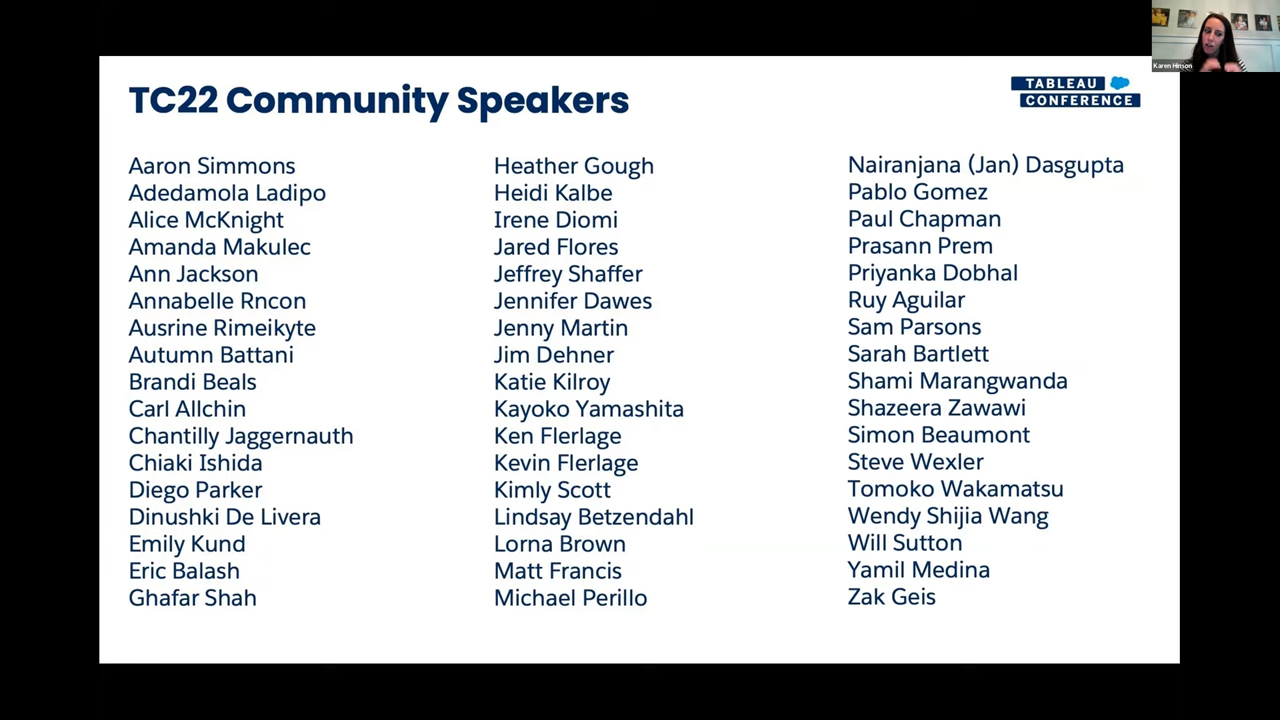 TC22 Community Speakers
TABLEAU
CONFERENCE
Karen Hinson
Aaron Simmons
Adedamola Ladipo
Alice McKnight
Amanda Makulec
Ann Jackson
Annabelle Rncon
Ausrine Rimeikyte
Autumn Battani
Brandi Beals
Carl Allchin
Chantilly Jaggernauth
Chiaki Ishida
Diego Parker
Dinushki De Livera
Emily Kund
Eric Balash
Ghafar Shah
Heather Gough
Heidi Kalbe
Irene Diomi
Jared Flores
Jeffrey Shaffer
Jennifer Dawes
Jenny Martin
Jim Dehner
Katie Kilroy
Kayoko Yamashita
Ken Flerlage
Kevin Flerlage
Kimly Scott
Lindsay Betzendahl
Lorna Brown
Matt Francis
Michael Perillo
Nairanjana (Jan) Dasgupta
Pablo Gomez
Paul Chapman
Prasann Prem
Priyanka Dobhal
Ruy Aguilar
Sam Parsons
Sarah Bartlett
Shami Marangwanda
Shazeera Zawawi
Simon Beaumont
Steve Wexler
Tomoko Wakamatsu
Wendy Shijia Wang
Will Sutton
Yamil Medina
Zak Geis